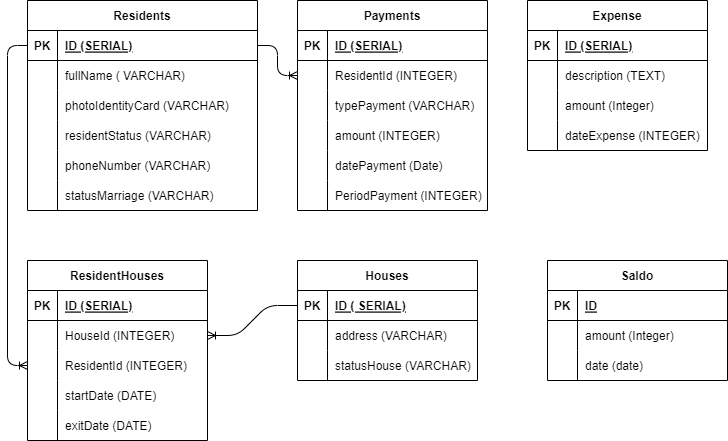 Residents
PK ID (SERIAL)
fullName ( VARCHAR)
photoIdentityCard (VARCHAR)
residentStatus (VARCHAR)
phoneNumber (VARCHAR)
statusMarriage (VARCHAR)
Payments
PK ID (SERIAL)
ResidentId (INTEGER)
typePayment (VARCHAR)
amount (INTEGER)
datePayment (Date)
PeriodPayment (INTEGER)
Expense
PK ID (SERIAL)
description (TEXT)
amount (Integer)
dateExpense (INTEGER)
ResidentHouses
PK ID (SERIAL)
HouseId (INTEGER)
ResidentId (INTEGER)
startDate (DATE)
exitDate (DATE)
Houses
PK ID ( SERIAL)
address (VARCHAR)
statusHouse (VARCHAR)
Saldo
PK ID
amount (Integer)
date (date)